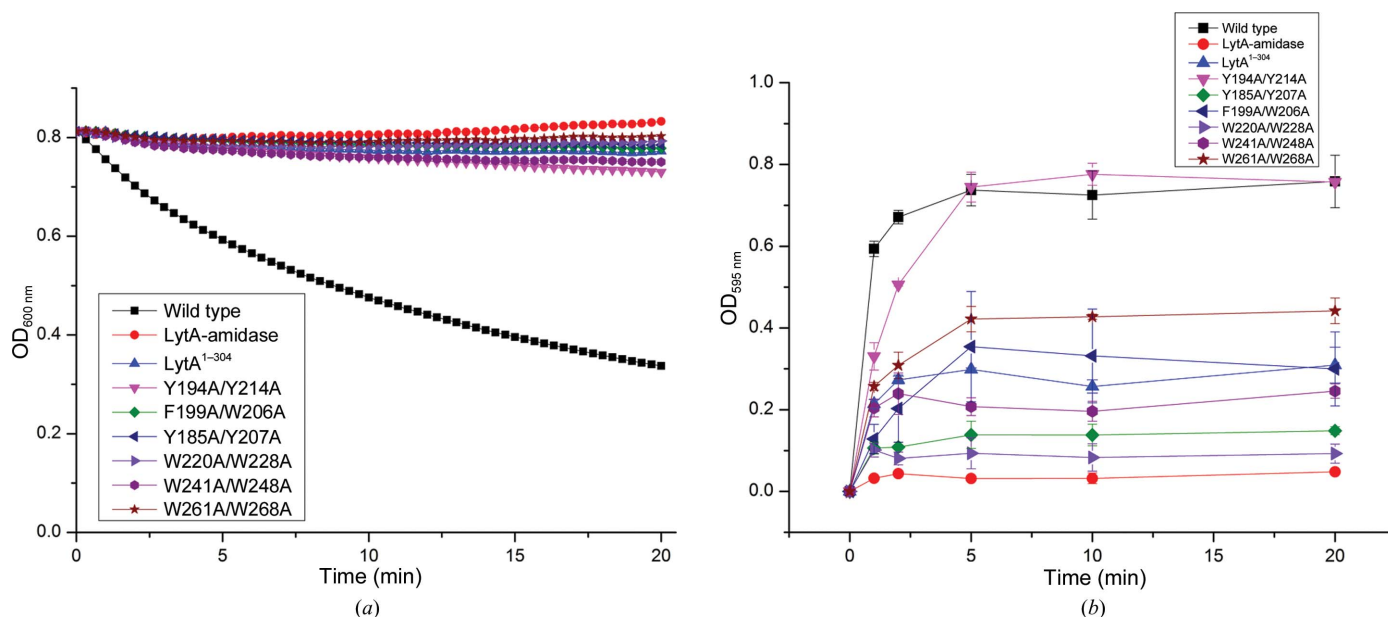 0.8
0.6
0.4
0.2
0.0
OD600 nm
Wild type
LytA-amidase
LytA1–304
Y194A/Y214A
F199A/W206A
Y185A/Y207A
W220A/W228A
W241A/W248A
W261A/W268A
0 5 10 15 20
Time (min)
(a)
Wild type
LytA-amidase
LytA1–304
Y194A/Y214A
Y185A/Y207A
F199A/W206A
W220A/W228A
W241A/W248A
W261A/W268A
1.0
0.8
0.6
0.4
0.2
0.0
OD595 nm
0 5 10 15 20
Time (min)
(b)